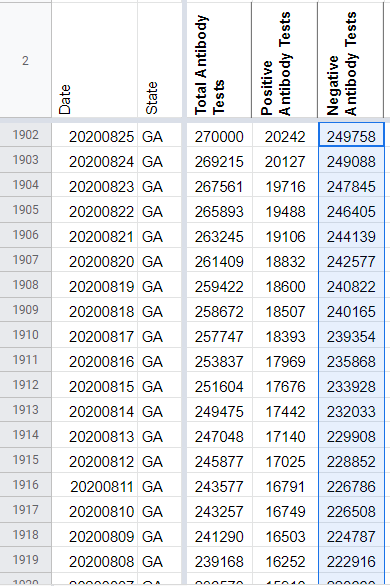 2 Date State Total Antibody Tests Positive Antibody Tests Negative Antibody Tests
1902 20200825 GA 270000 20242 249758
1903 20200824 GA 269215 20127 249088
1904 20200823 GA 267561 19716 247845
1905 20200822 GA 265893 19488 246405
1906 20200821 GA 263245 19106 244139
1907 20200820 GA 261409 18832 242577
1908 20200819 GA 259422 18600 240822
1909 20200818 GA 258672 18507 240165
1910 20200817 GA 257747 18393 239354
1911 20200816 GA 253837 17969 235868
1912 20200815 GA 251604 17676 233928
1913 20200814 GA 249475 17442 232033
1914 20200813 GA 247048 17140 229908
1915 20200812 GA 245877 17025 228852
1916 20200811 GA 243577 16791 226786
1917 20200810 GA 243257 16749 226508
1918 20200809 GA 241290 16503 224787
1919 20200808 GA 239168 16252 222916